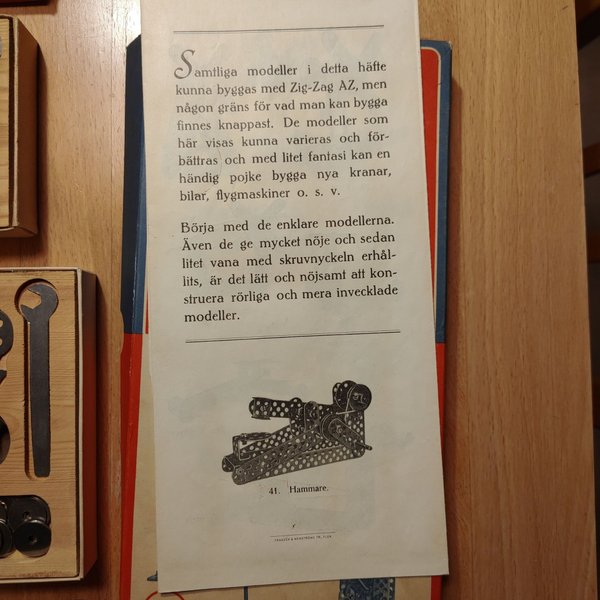 Samtliga modeller i detta häfte
kunna byggas med Zig-Zag AZ, men
någon gräns för vad man kan bygga
finnes knappast. De modeller som
här visas kunna varieras och för-
bättras och med litet fantasi kan en
händig pojke bygga nya kranar,
bilar, flygmaskiner o. s. v.
Börja med de enklare modellerna.
Även de ge mycket nöje och sedan
litet vana med skruvnyckeln erhål-
lits, är det lätt och nöjsamt att kon-
struera rörliga och mera invecklade
modeller.
41. Hammare.